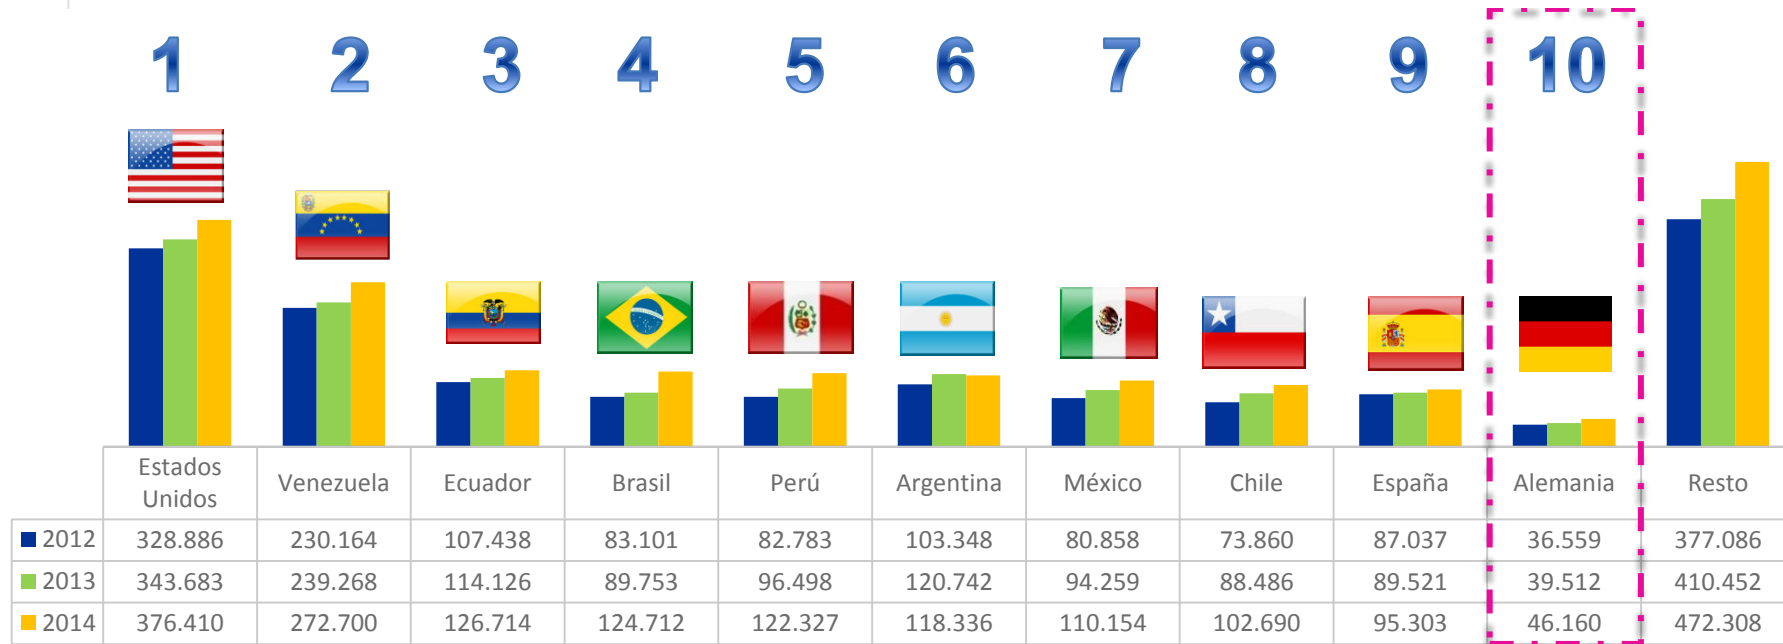 1 2 3 4 5 6 7 8 9 10
Estados Unidos Venezuela Ecuador Brasil Perú Argentina México Chile España Alemania Resto
2012 328.886 230.164 107.438 83.101 82.783 103.348 80.858 73.860 87.037 36.559 377.086
2013 343.683 239.268 114.126 89.753 96.498 120.742 94.259 88.486 89.521 39.512 410.452
2014 376.410 272.700 126.714 124.712 122.327 118.336 110.154 102.690 95.303 46.160 472.308